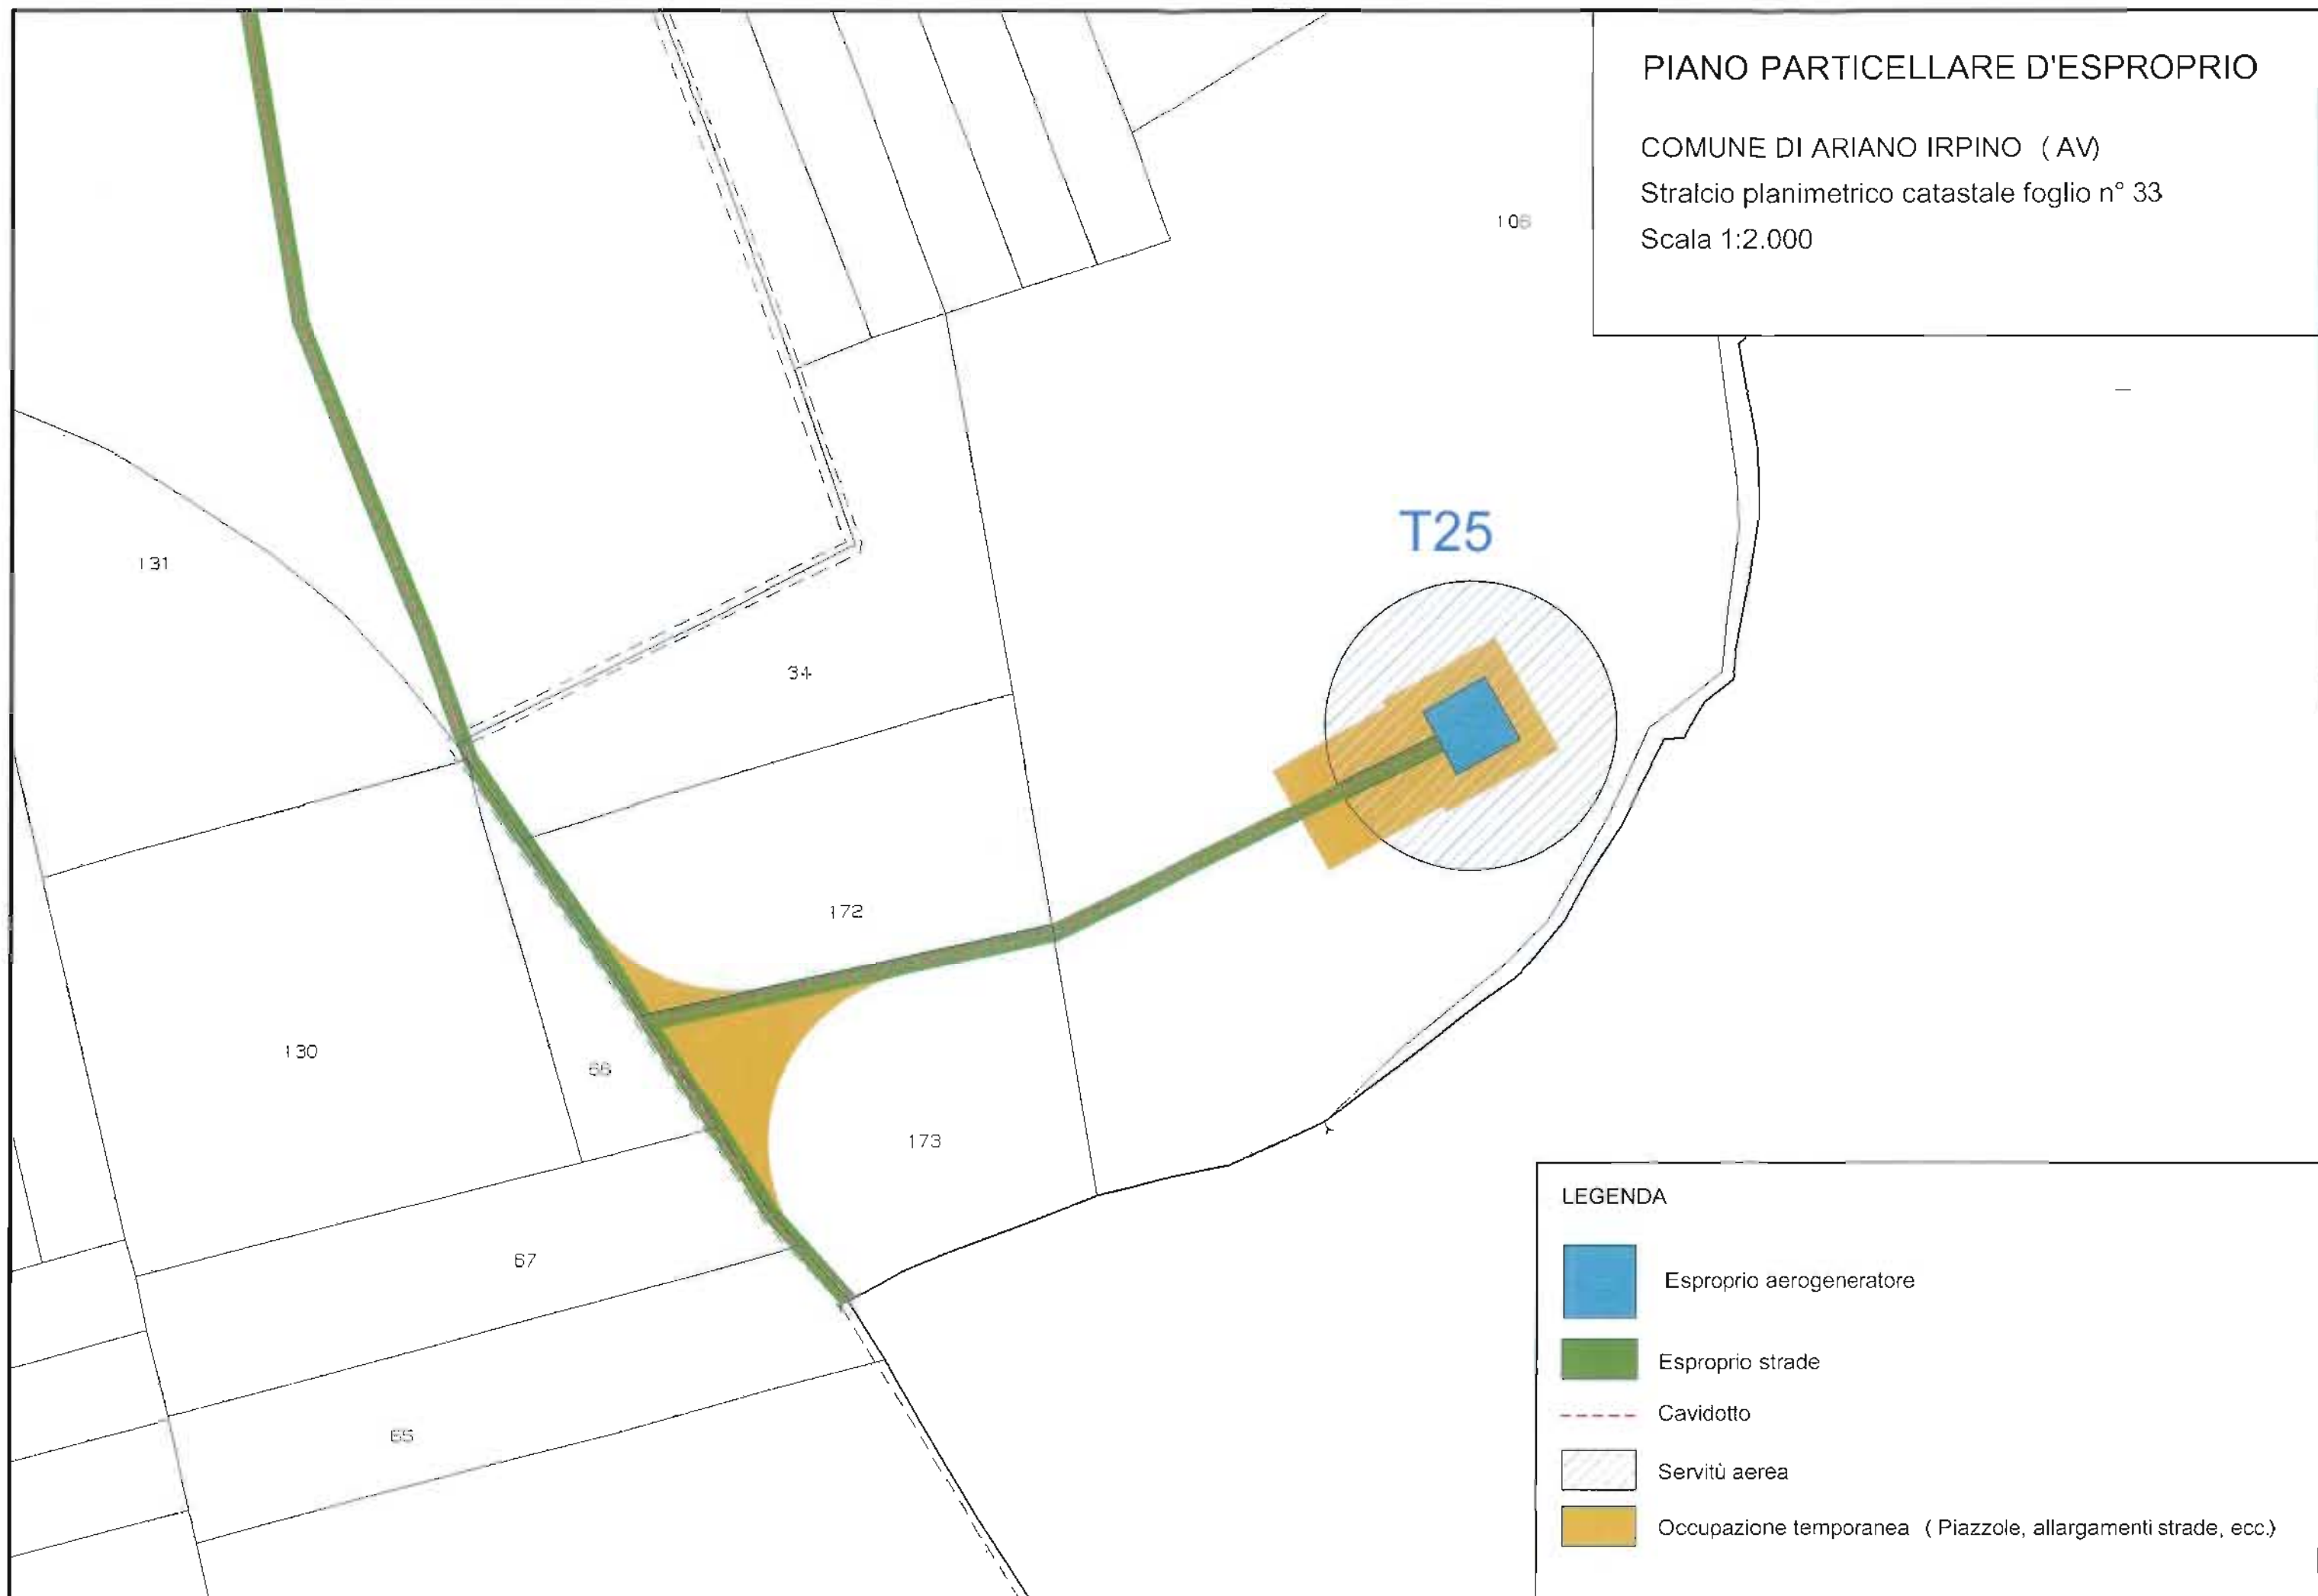 PIANO PARTICELLARE D'ESPROPRIO
COMUNE DI ARIANO IRPINO ( AV)
Stralcio planimetrico catastale foglio n° 33
Scala 1:2.000
106
T25
131
34
172
130
66
173
67
65
LEGENDA
Esproprio aerogeneratore
Esproprio strade
Cavidotto
Servitù aerea
Occupazione temporanea ( Piazzole, allargamenti strade, ecc.)